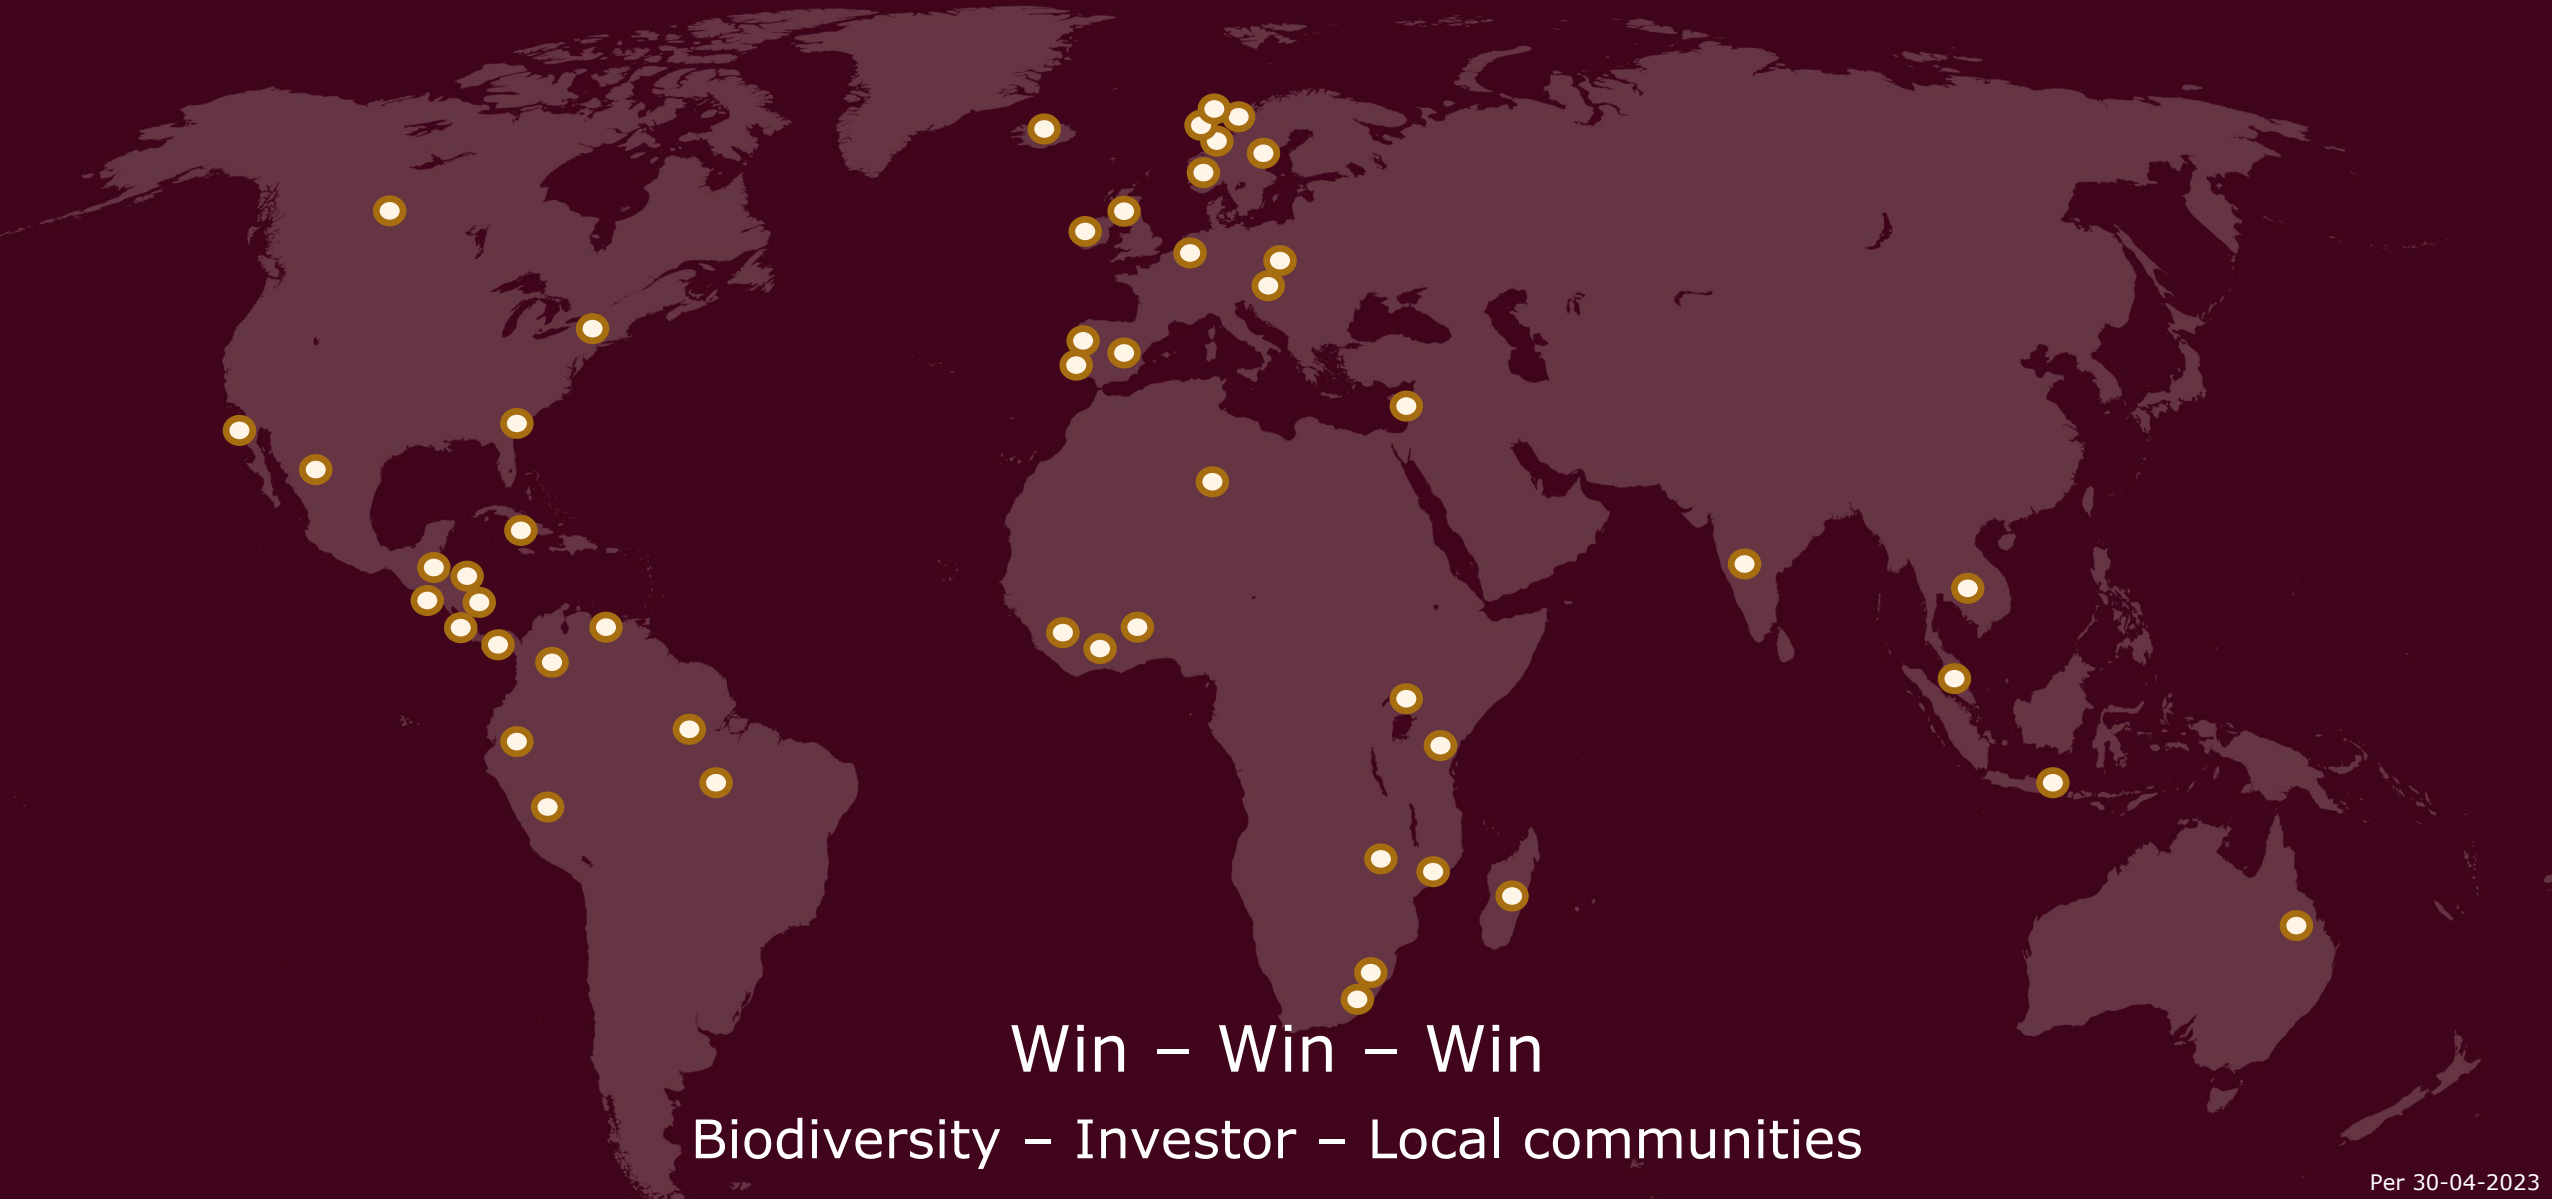 Win – Win – Win
Biodiversity – Investor – Local communities
Per 30-04-2023